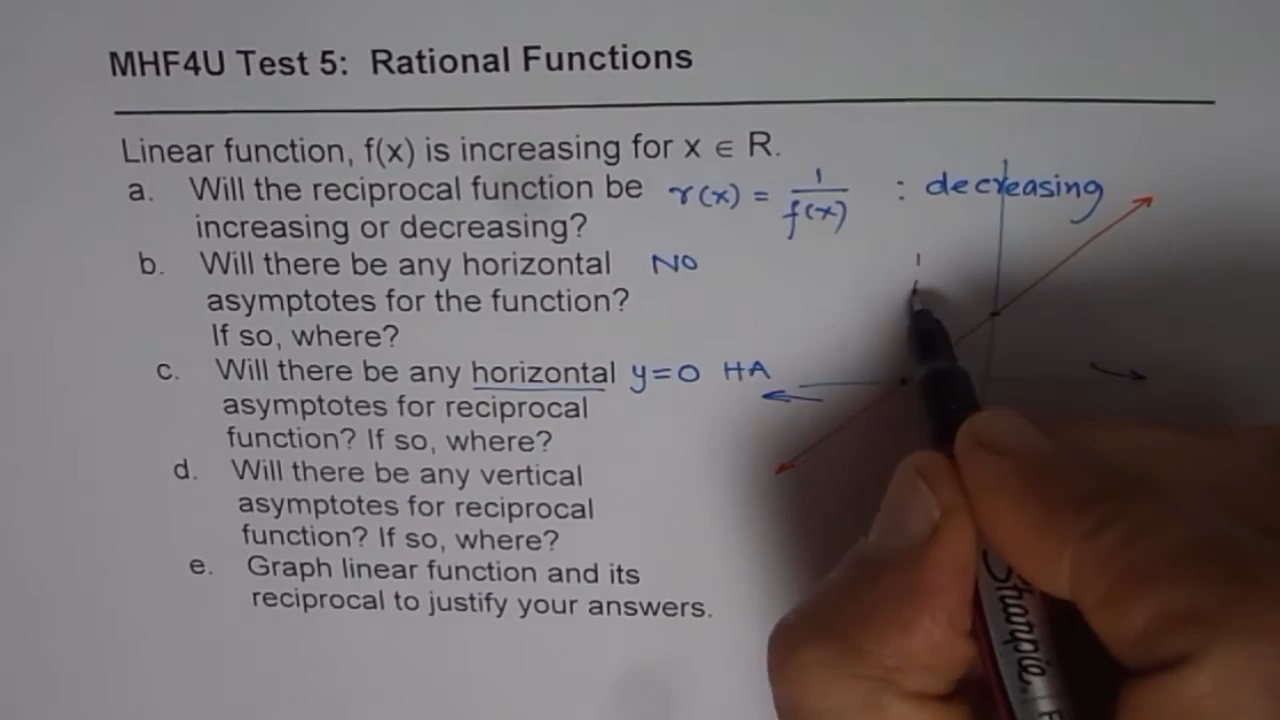 MHF4U Test 5: Rational Functions
Linear function, f(x) is increasing for x ∈ R.
a. Will the reciprocal function be r(x) = 1/f(x) : decreasing
increasing or decreasing?
b. Will there be any horizontal NO
asymptotes for the function?
If so, where?
c. Will there be any horizontal y=0 HA
asymptotes for reciprocal
function? If so, where?
d. Will there be any vertical
asymptotes for reciprocal
function? If so, where?
e. Graph linear function and its
reciprocal to justify your answers.
Sharpie.